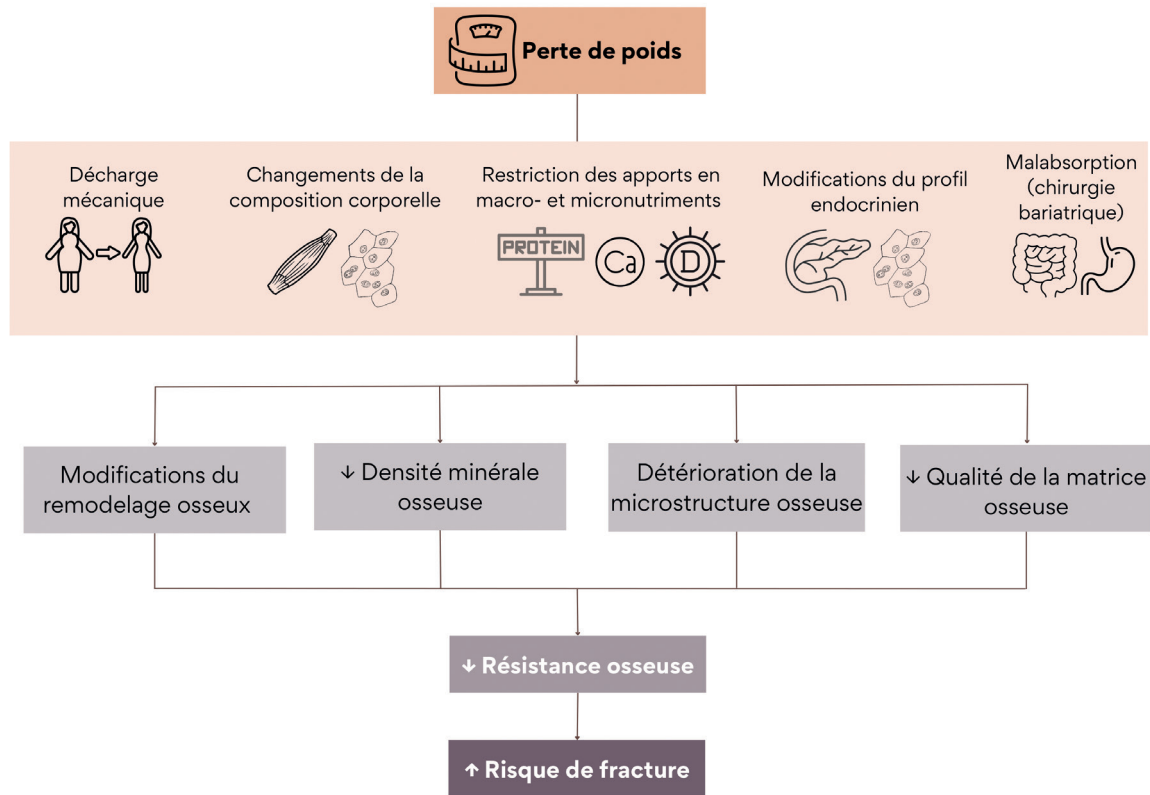 Perte de poids
Décharge
mécanique
Changements de la
composition corporelle
Restriction des apports en
macro- et micronutriments
PROTEIN
Ca
D
Modifications du profil
endocrinien
Malabsorption
(chirurgie
bariatrique)
Modifications du
remodelage osseux
↓ Densité minérale
osseuse
Détérioration de la
microstructure osseuse
↓ Qualité de la matrice
osseuse
↓ Résistance osseuse
↑ Risque de fracture